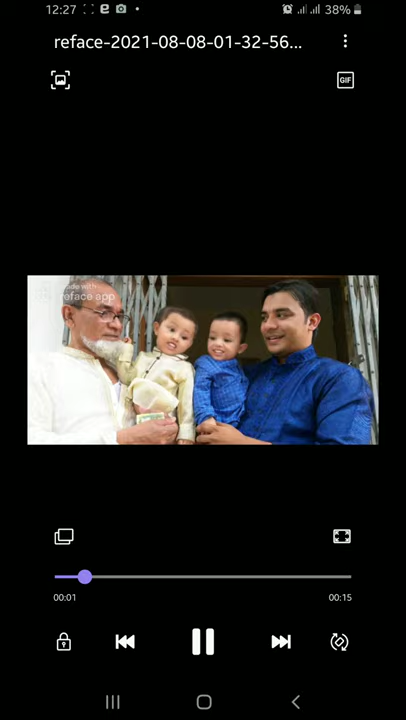 12:27
38%
reface-2021-08-08-01-32-56...
GIF
made with
reface app
00:01
00:15